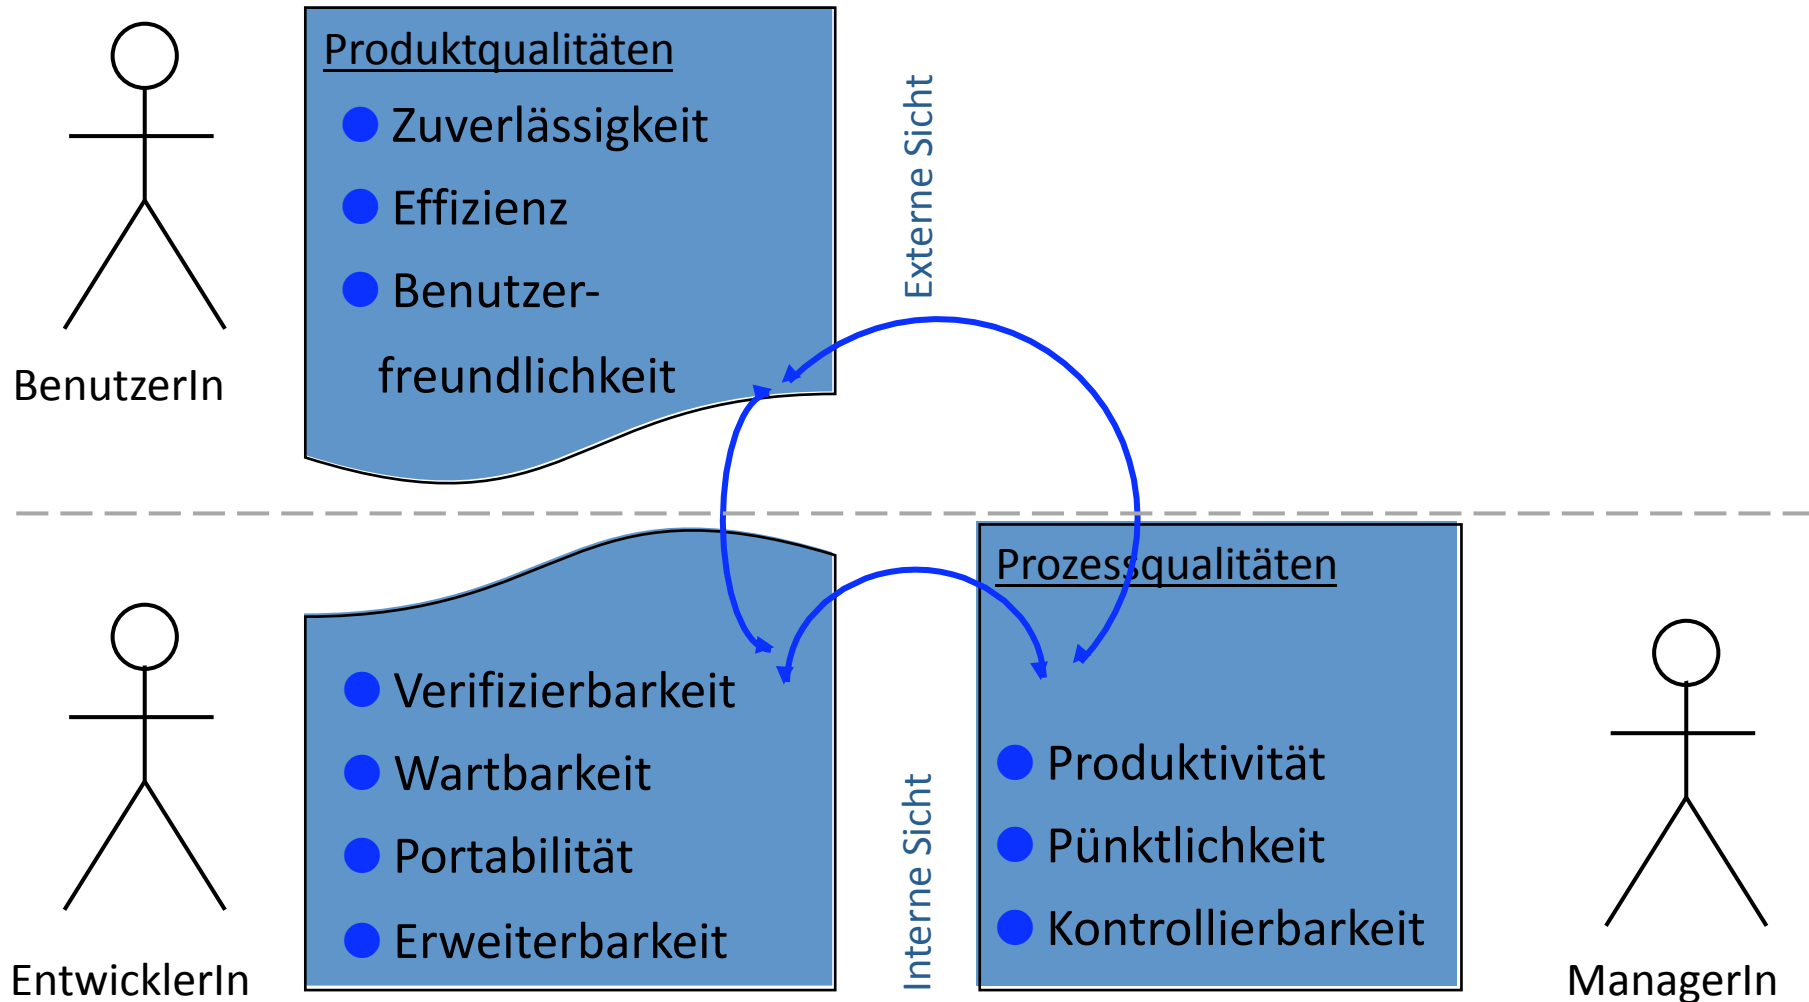 Produktqualitäten
Zuverlässigkeit
Effizienz
Benutzer-
freundlichkeit
BenutzerIn
Externe Sicht
Verifizierbarkeit
Wartbarkeit
Portabilität
Erweiterbarkeit
EntwicklerIn
Interne Sicht
Prozessqualitäten
Produktivität
Pünktlichkeit
Kontrollierbarkeit
ManagerIn